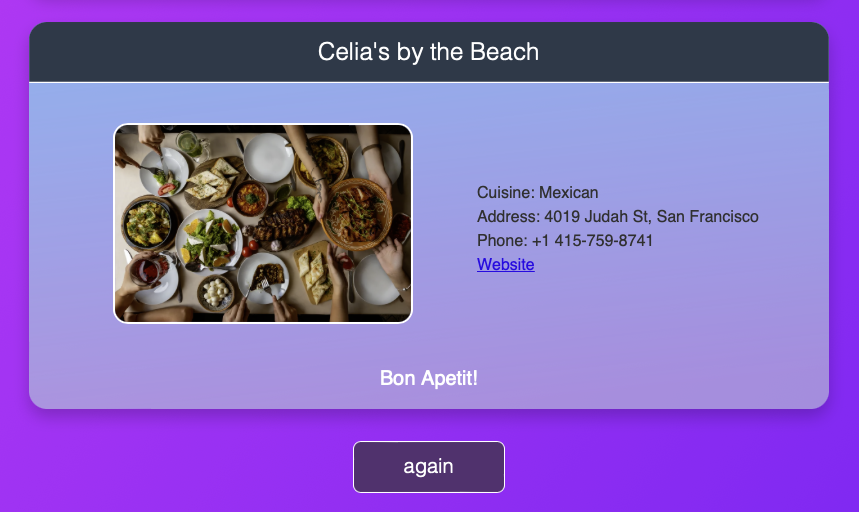 Celia's by the Beach
Cuisine: Mexican
Address: 4019 Judah St, San Francisco
Phone: +1 415-759-8741
Website
Bon Apetit!
again